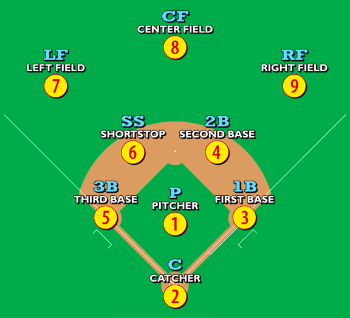 CF
CENTER FIELD
8
LF
LEFT FIELD
7
RF
RIGHT FIELD
9
SS
SHORTSTOP
6
2B
SECOND BASE
4
3B
THIRD BASE
5
P
PITCHER
1
1B
FIRST BASE
3
C
CATCHER
2